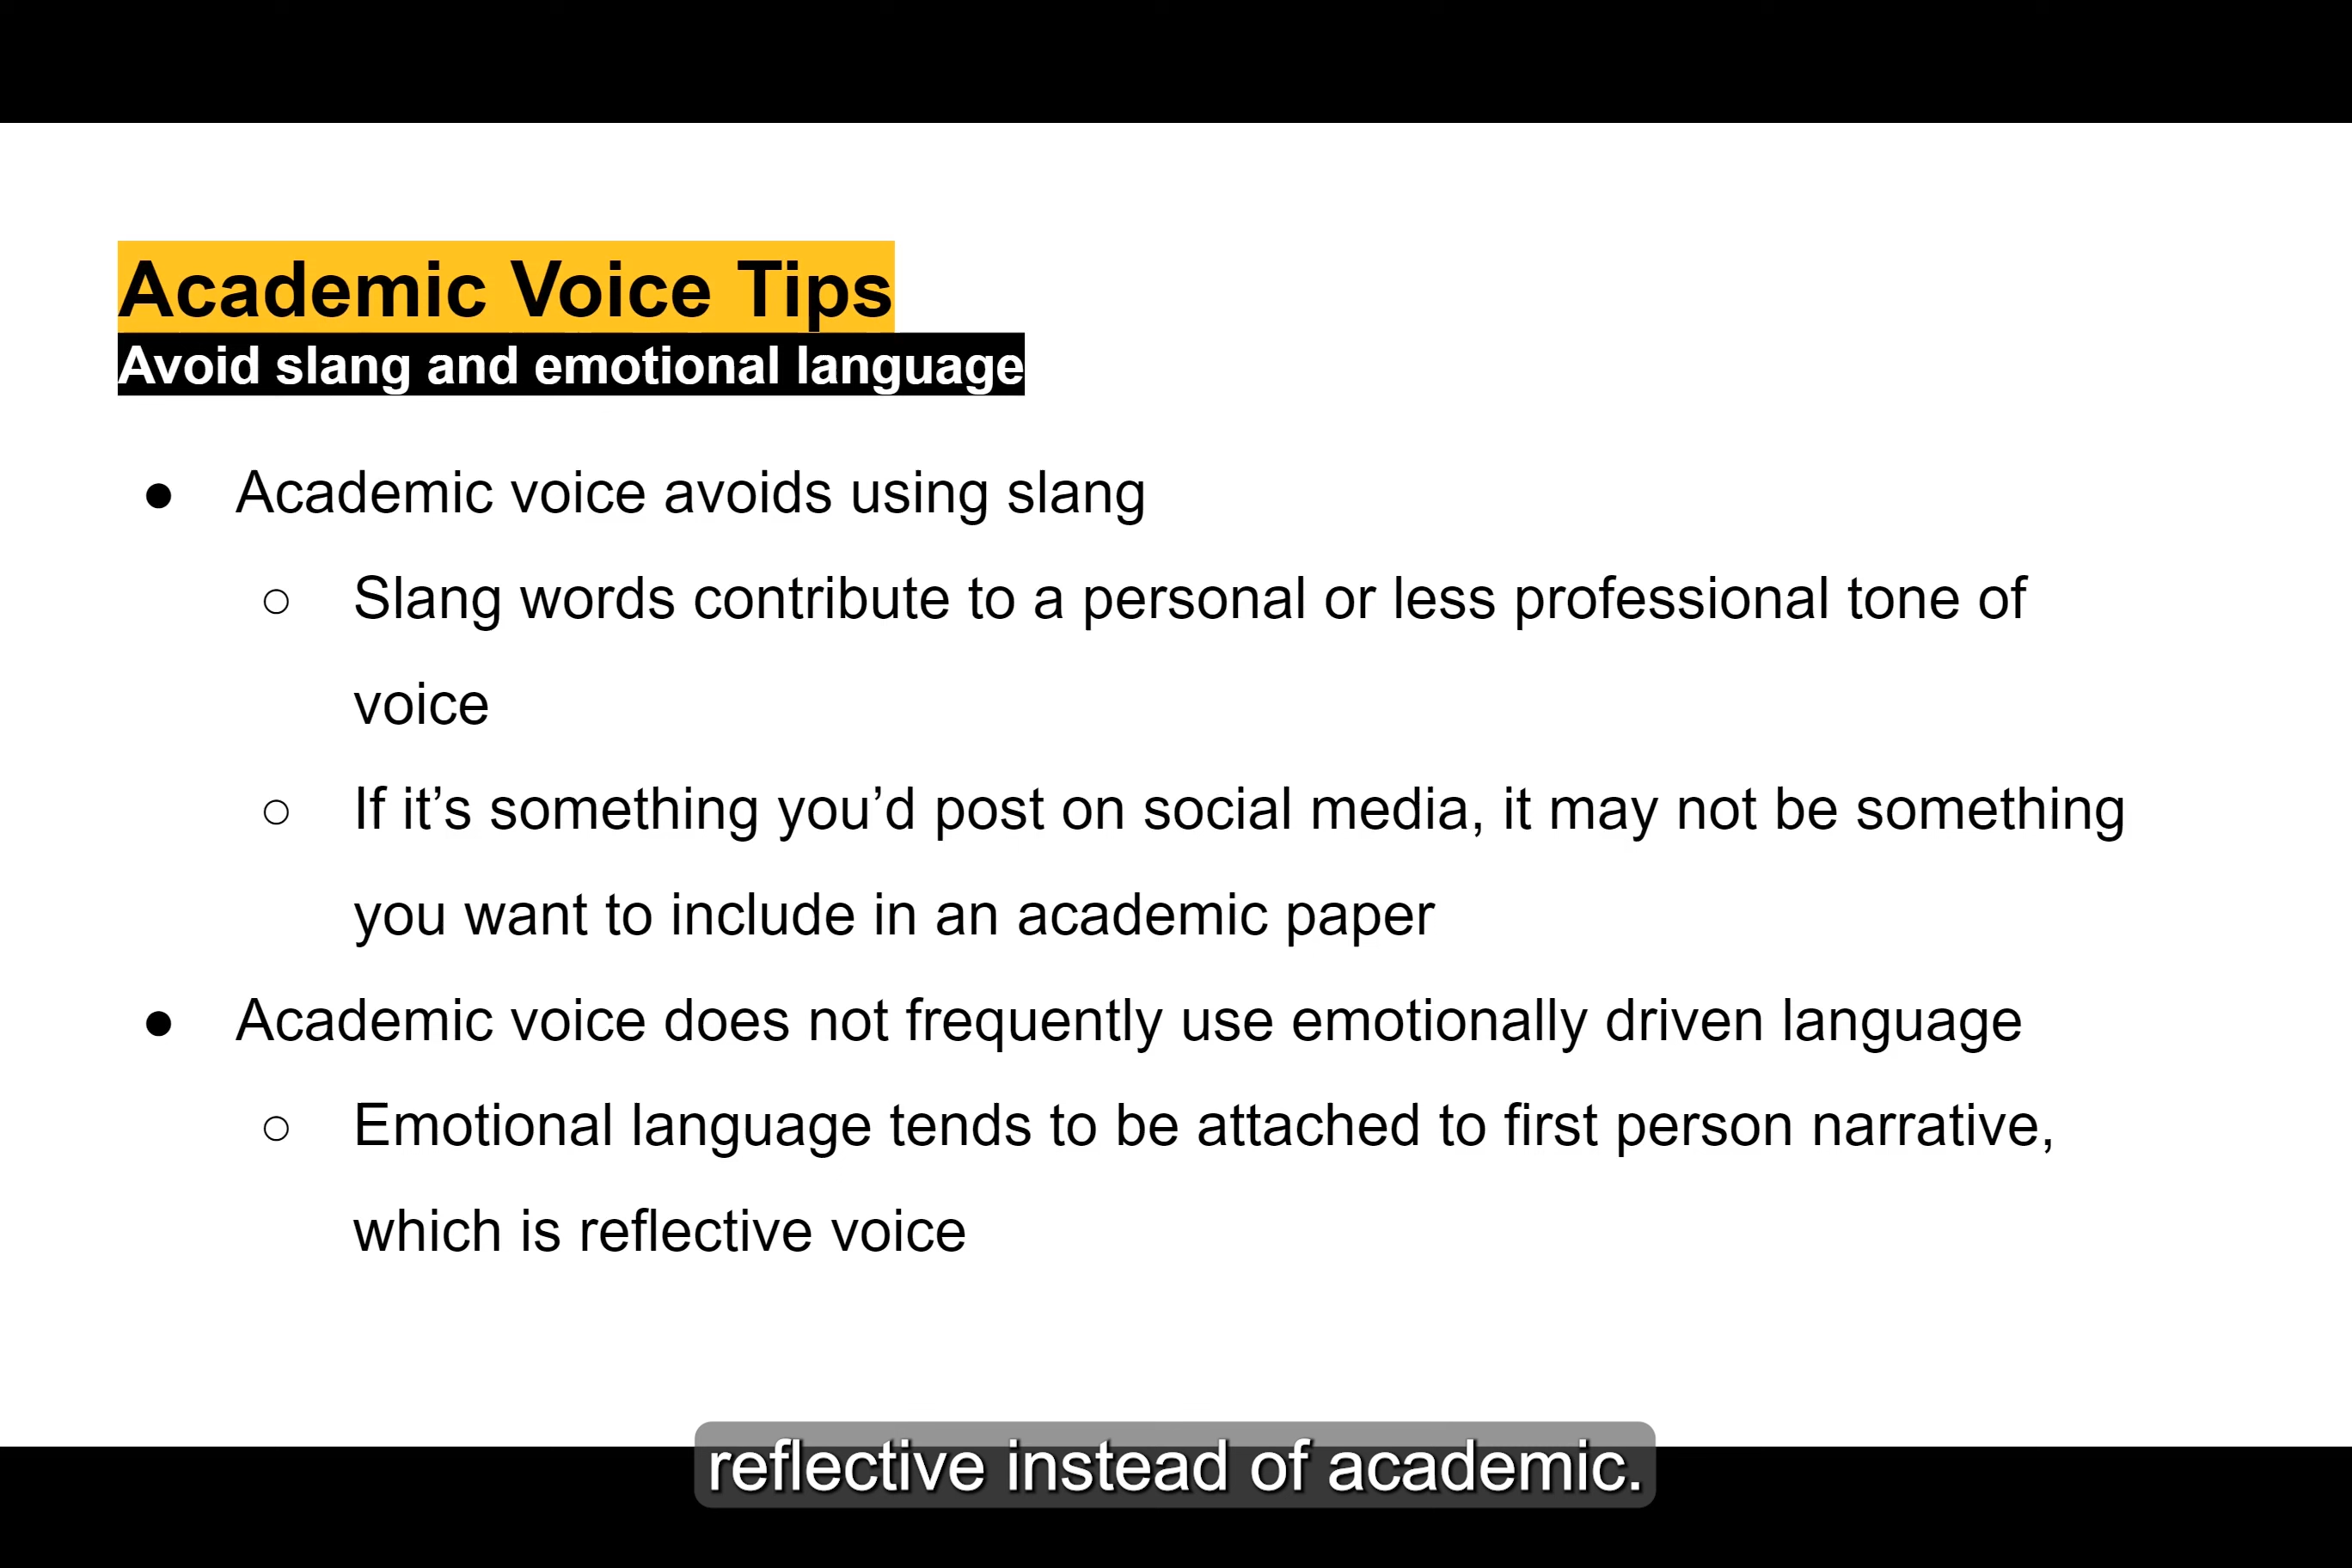 Academic Voice Tips
Avoid slang and emotional language
● Academic voice avoids using slang
○ Slang words contribute to a personal or less professional tone of
voice
○ If it’s something you’d post on social media, it may not be something
you want to include in an academic paper
● Academic voice does not frequently use emotionally driven language
○ Emotional language tends to be attached to first person narrative,
which is reflective voice
reflective instead of academic.